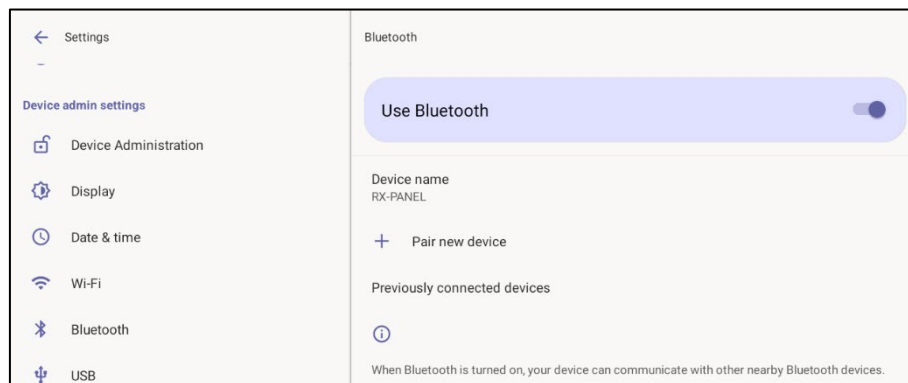 Settings
Device admin settings
Device Administration
Display
Date & time
Wi-Fi
Bluetooth
USB
Bluetooth
Use Bluetooth
Device name
RX-PANEL
Pair new device
Previously connected devices
When Bluetooth is turned on, your device can communicate with other nearby Bluetooth devices.